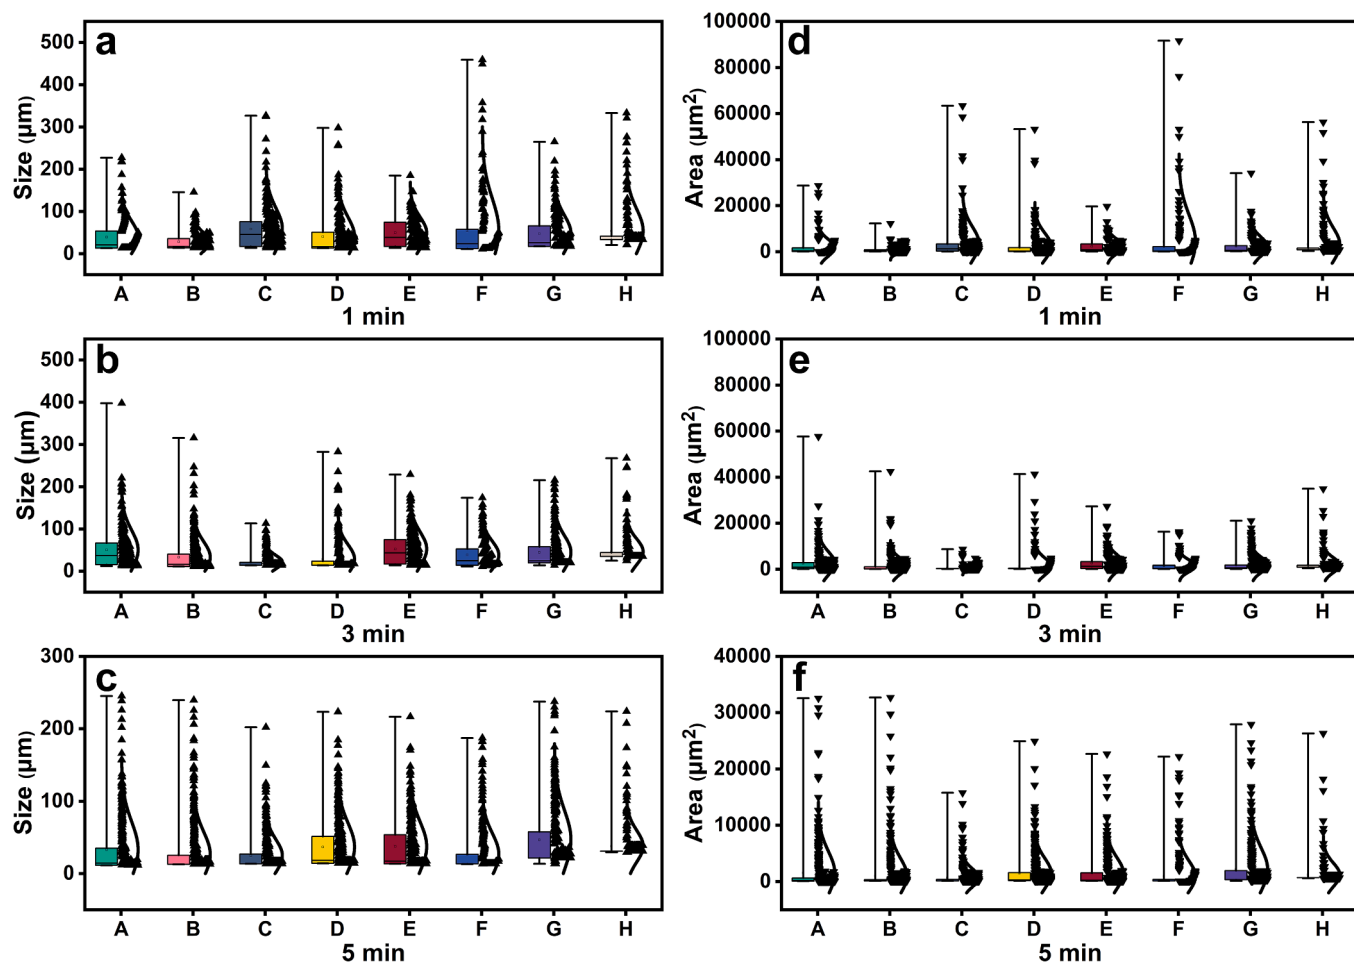 a
500
400
300
200
100
0
Size (μm)
A B C D E F G H
1 min
d
100000
80000
60000
40000
20000
0
Area (μm²)
A B C D E F G H
1 min
b
500
400
300
200
100
0
Size (μm)
A B C D E F G H
3 min
e
100000
80000
60000
40000
20000
0
Area (μm²)
A B C D E F G H
3 min
c
300
200
100
0
Size (μm)
A B C D E F G H
5 min
f
40000
30000
20000
10000
0
Area (μm²)
A B C D E F G H
5 min